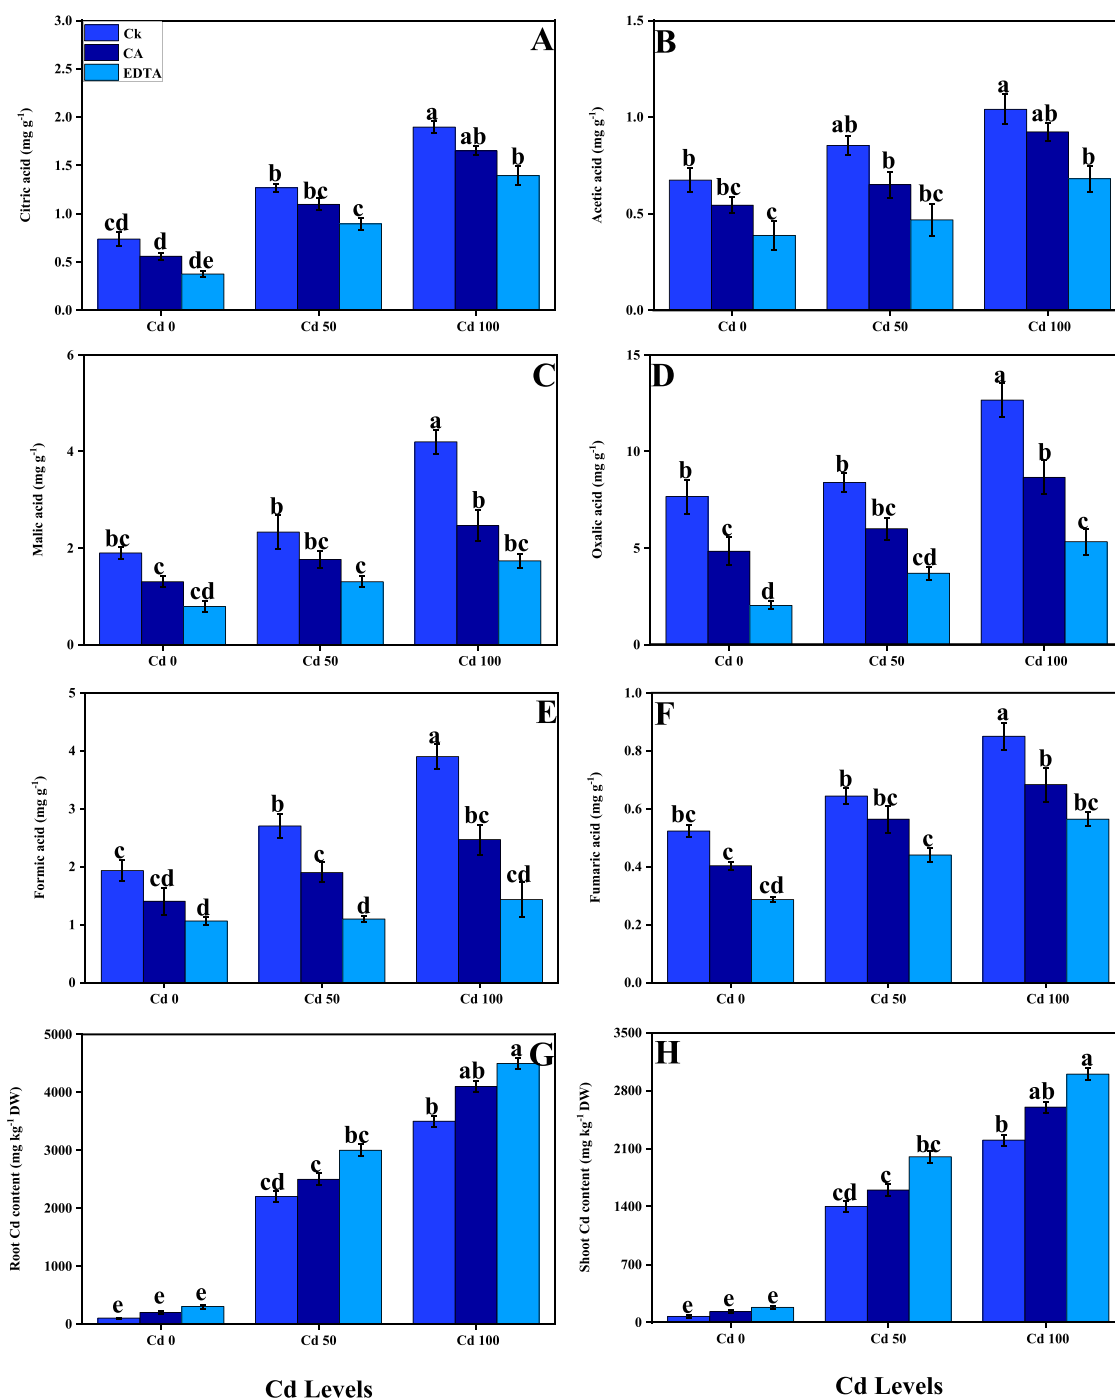 A
Ck
CA
EDTA
Citric acid (mg g⁻¹)
3.0
2.5
2.0
1.5
1.0
0.5
0.0
cd
d
de
b
bc
c
a
ab
b
Cd 0
Cd 50
Cd 100
B
Acetic acid (mg g⁻¹)
1.5
1.0
0.5
0.0
b
bc
c
ab
b
bc
a
ab
b
Cd 0
Cd 50
Cd 100
C
Malic acid (mg g⁻¹)
6
4
2
0
bc
c
cd
b
bc
c
a
b
bc
Cd 0
Cd 50
Cd 100
D
Oxalic acid (mg g⁻¹)
15
10
5
0
b
c
d
b
bc
cd
a
b
c
Cd 0
Cd 50
Cd 100
E
Formic acid (mg g⁻¹)
5
4
3
2
1
0
c
cd
d
b
c
d
a
bc
cd
Cd 0
Cd 50
Cd 100
F
Fumaric acid (mg g⁻¹)
1.0
0.8
0.6
0.4
0.2
0.0
bc
c
cd
b
bc
c
a
b
bc
Cd 0
Cd 50
Cd 100
G
Root Cd content (mg kg⁻¹ DW)
5000
4000
3000
2000
1000
0
e
e
e
cd
c
bc
b
ab
a
Cd 0
Cd 50
Cd 100
Cd Levels
H
Shoot Cd content (mg kg⁻¹ DW)
3500
2800
2100
1400
700
0
e
e
e
cd
c
bc
b
ab
a
Cd 0
Cd 50
Cd 100
Cd Levels